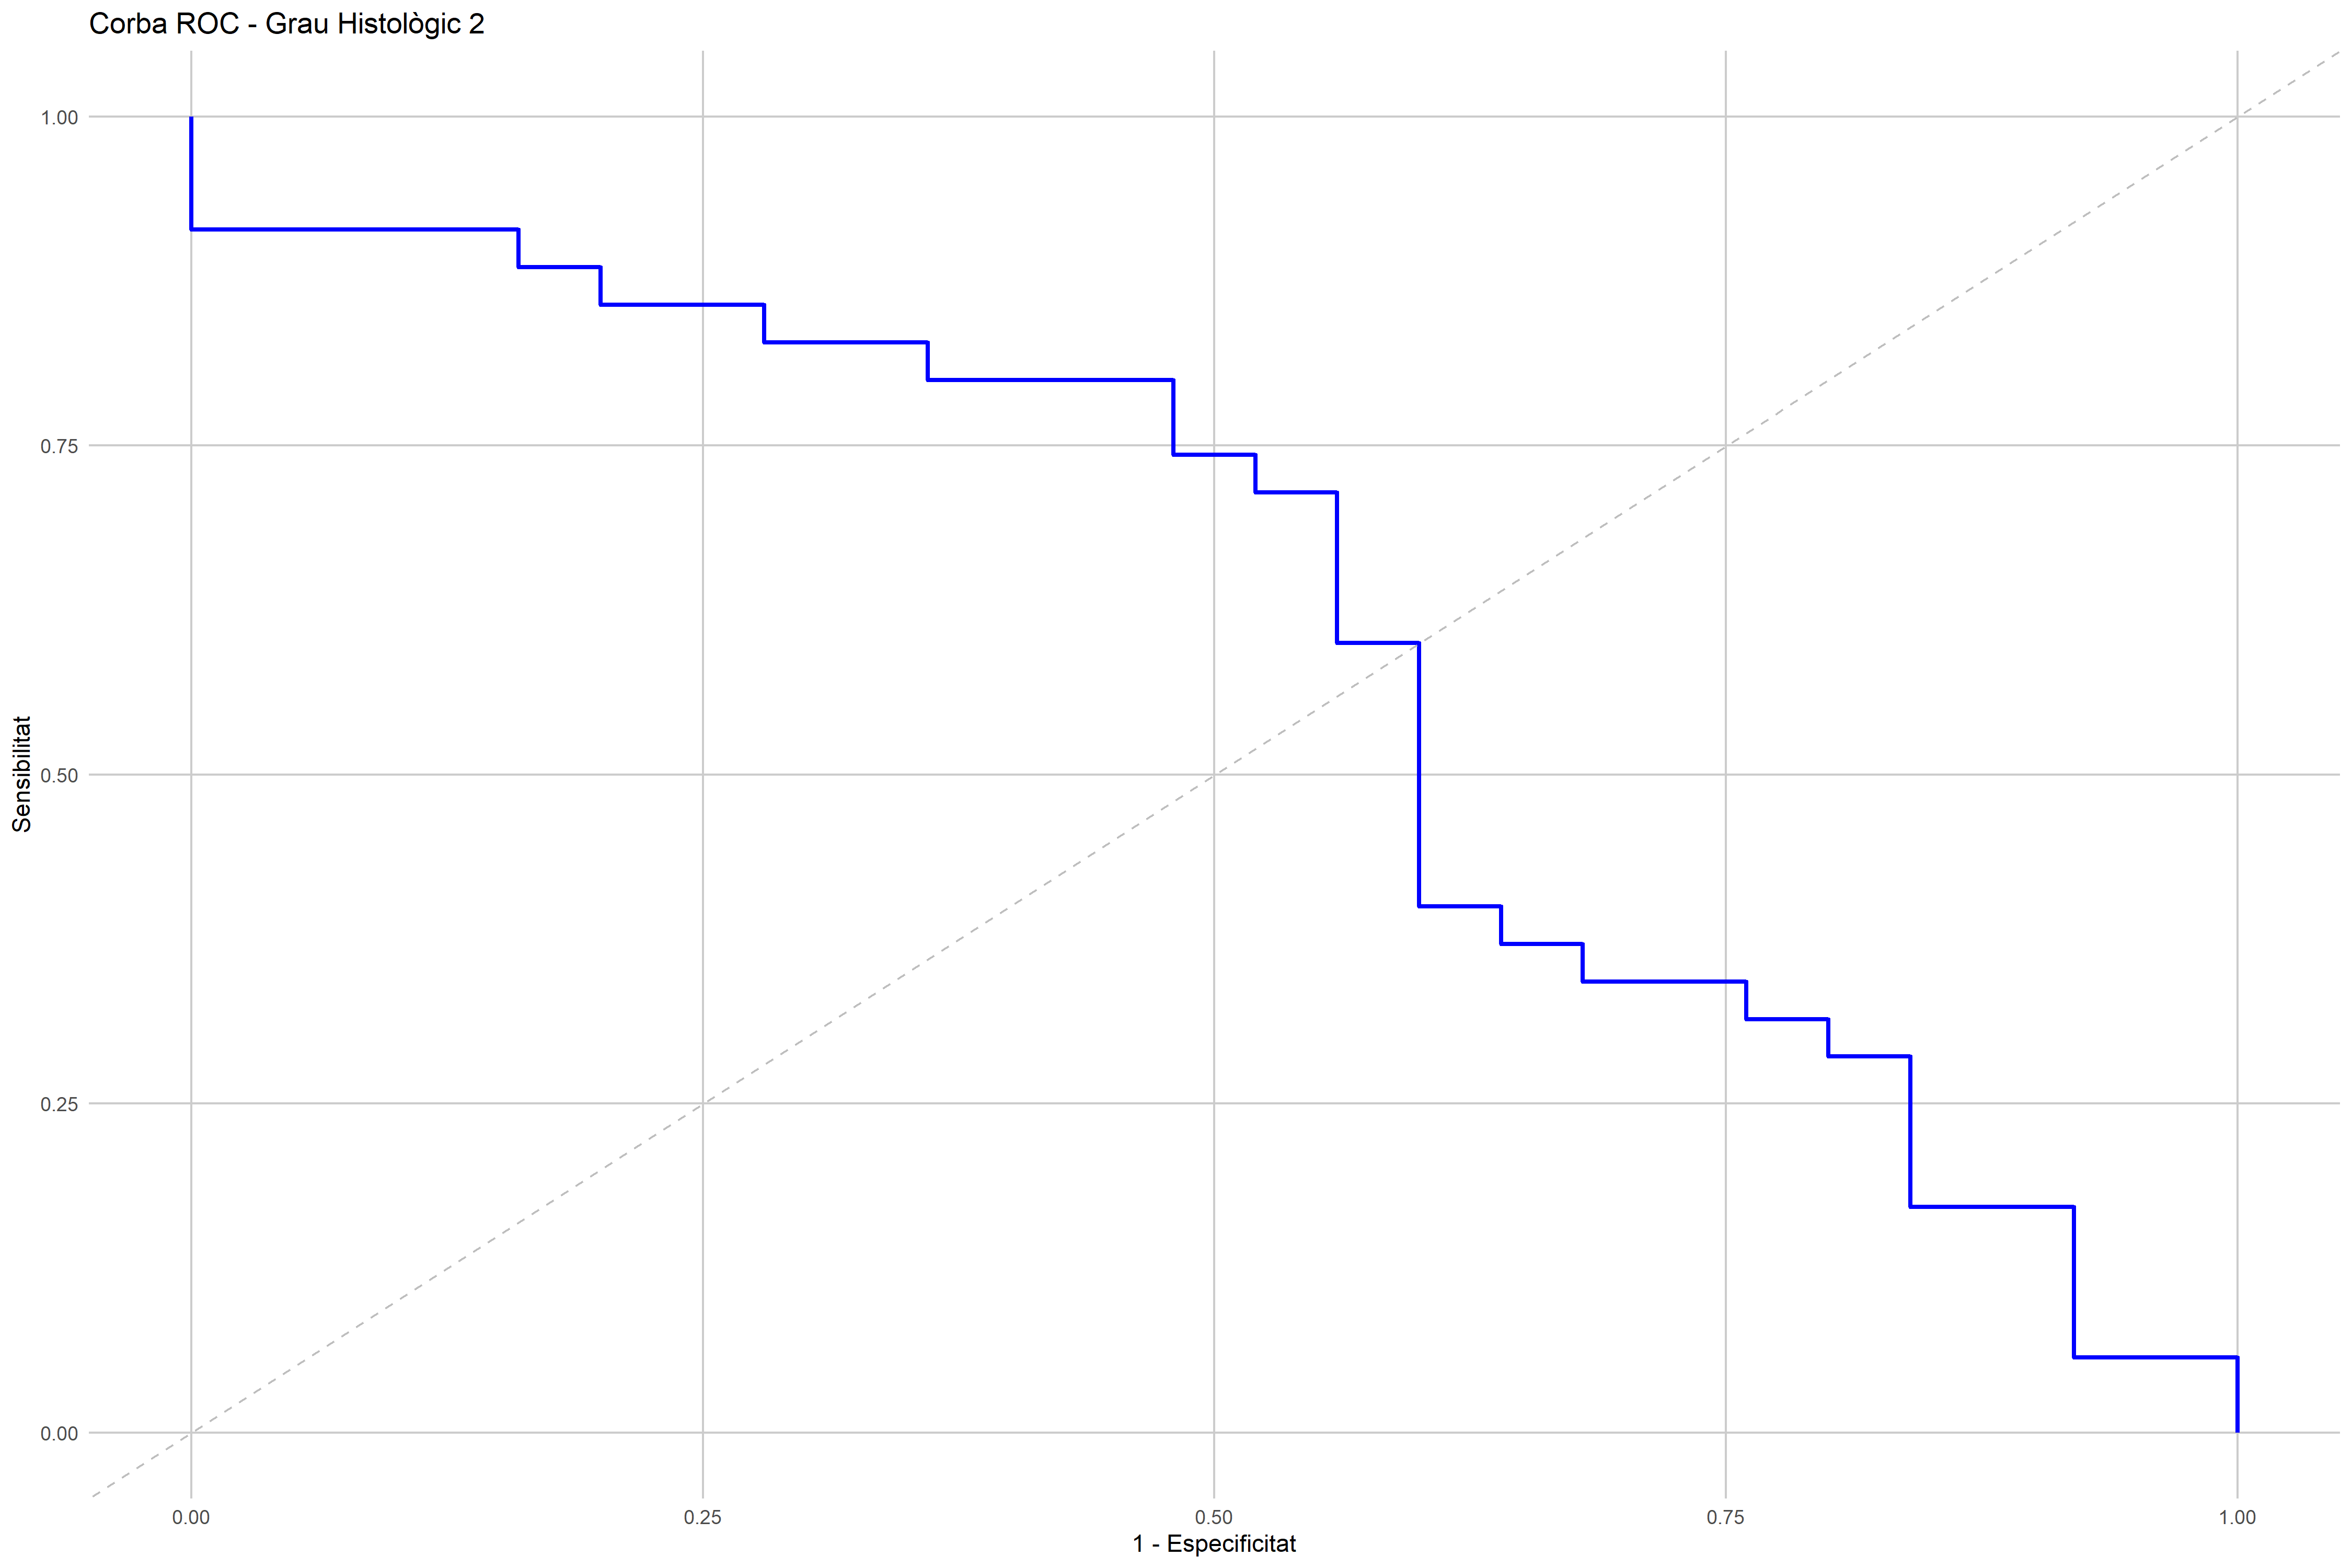 Corba ROC - Grau Histològic 2
1.00
0.75
0.50
0.25
0.00
Sensibilitat
0.00 0.25 0.50 0.75 1.00
1 - Especificitat